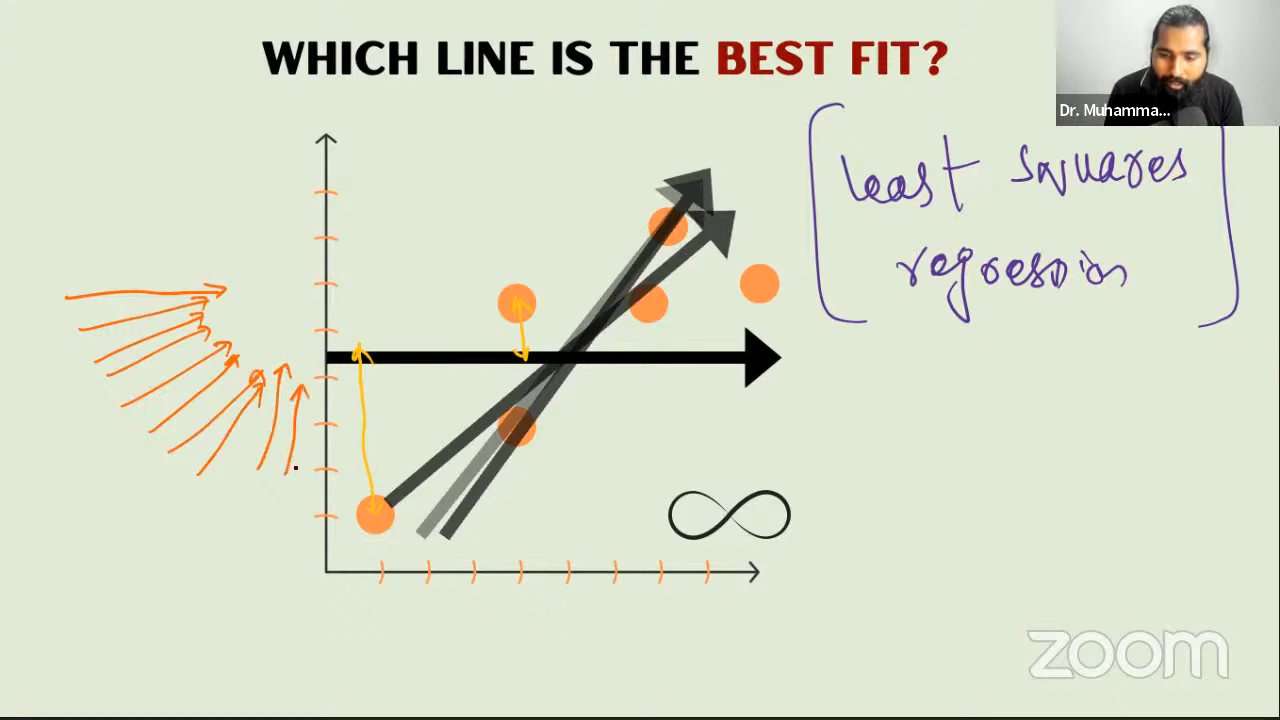 WHICH LINE IS THE BEST FIT?
Dr. Muhamma...
least squares
regression
zoom